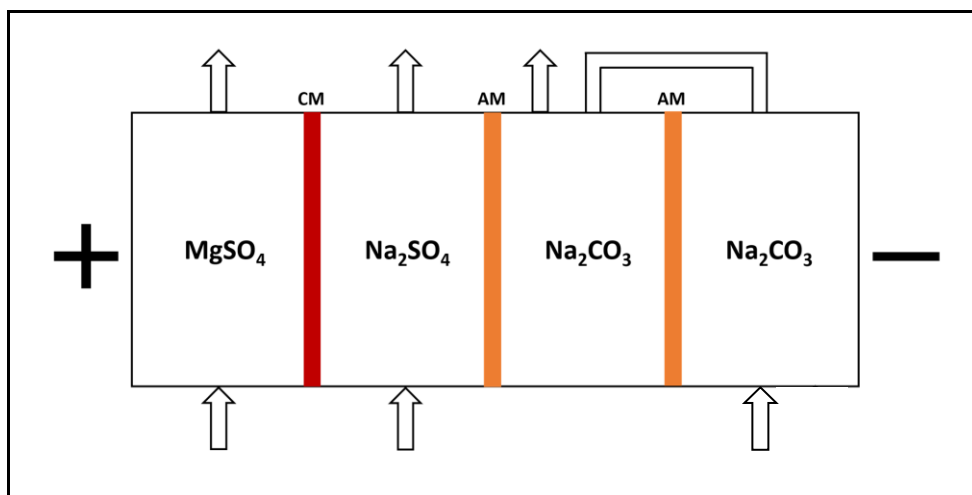 CM AM AM
+ MgSO₄ Na₂SO₄ Na₂CO₃ Na₂CO₃ −